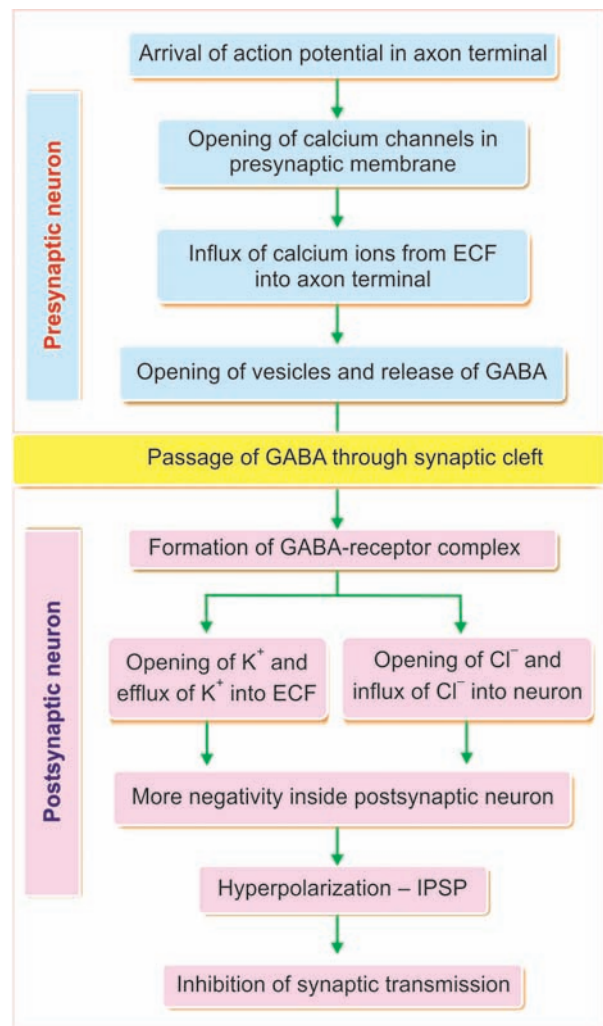 Arrival of action potential in axon terminal
Presynaptic neuron
Opening of calcium channels in
presynaptic membrane
Influx of calcium ions from ECF
into axon terminal
Opening of vesicles and release of GABA
Passage of GABA through synaptic cleft
Postsynaptic neuron
Formation of GABA-receptor complex
Opening of K⁺ and
efflux of K⁺ into ECF
Opening of Cl⁻ and
influx of Cl⁻ into neuron
More negativity inside postsynaptic neuron
Hyperpolarization – IPSP
Inhibition of synaptic transmission